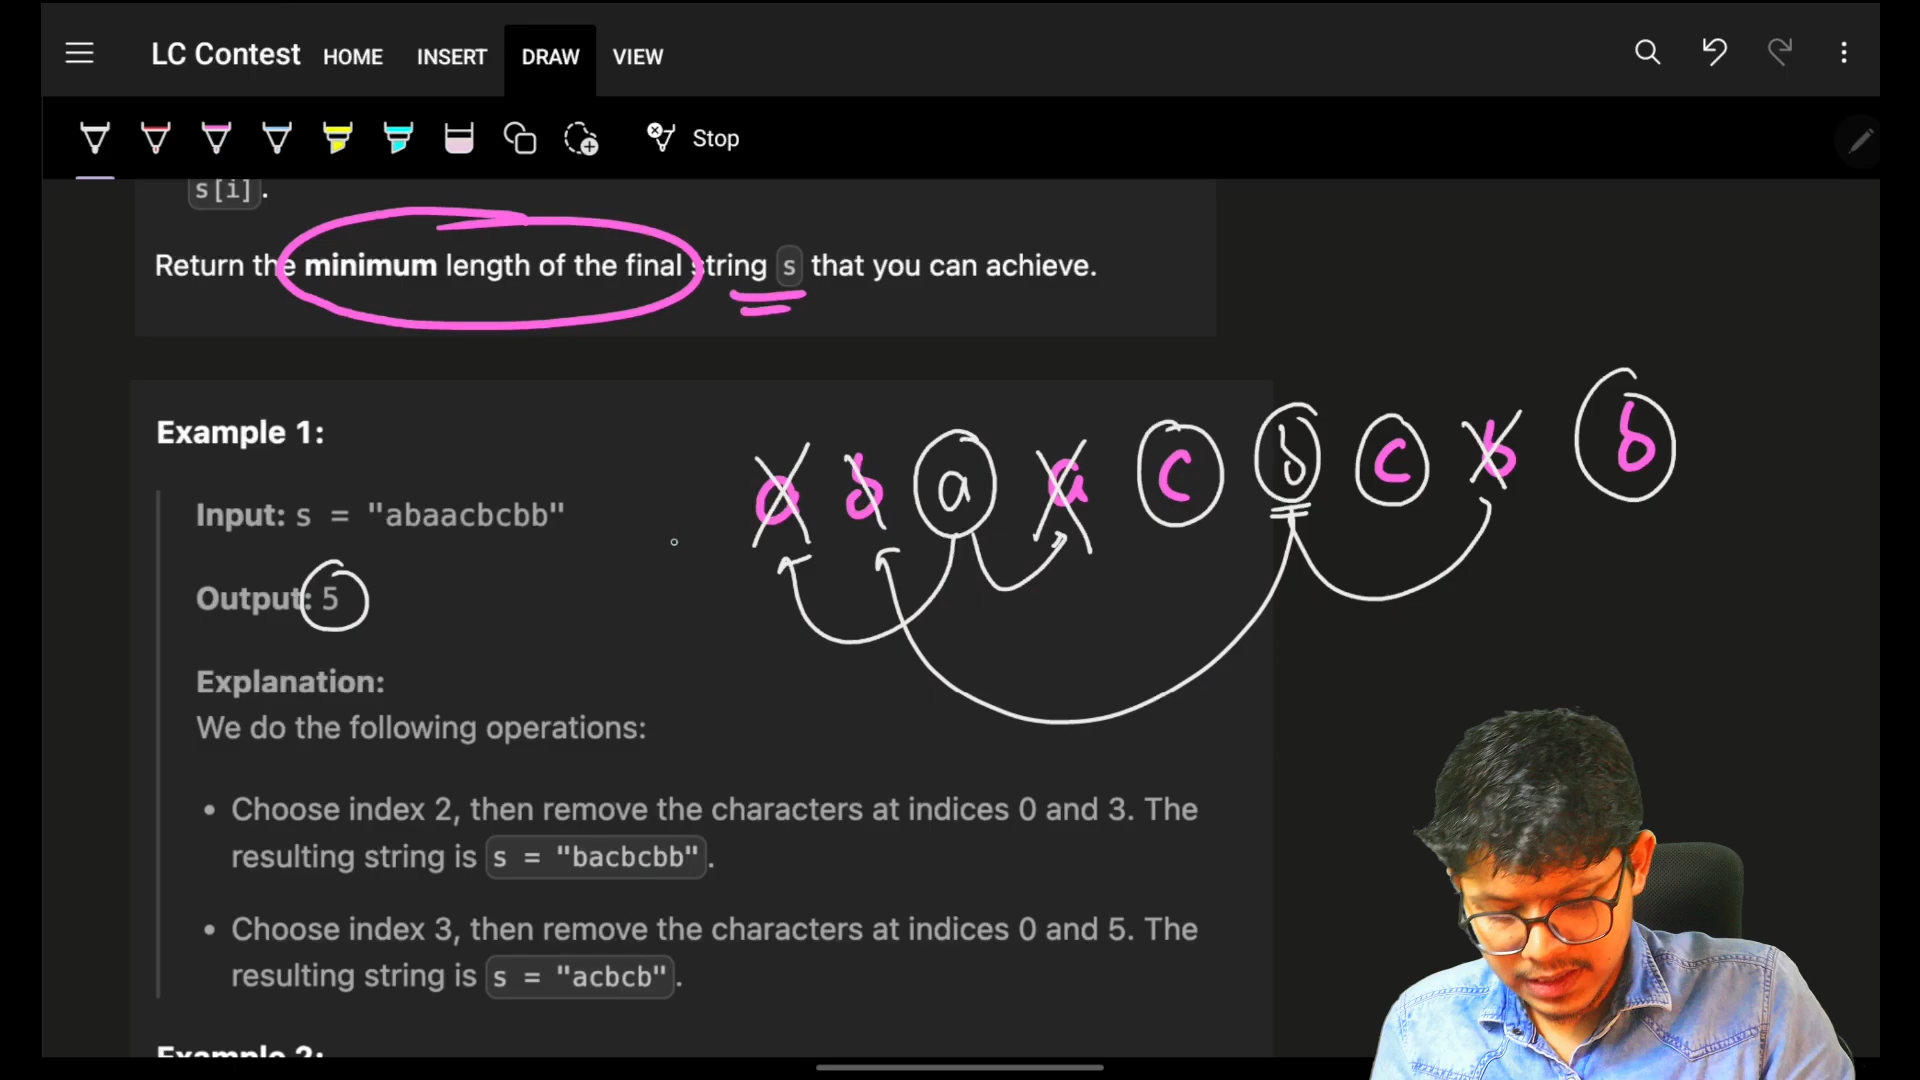 LC Contest HOME INSERT DRAW VIEW
Stop
s[i].
Return the minimum length of the final string s that you can achieve.
Example 1:
a b a a c b c b b
Input: s = "abaacbcbb"
Output: 5
Explanation:
We do the following operations:
• Choose index 2, then remove the characters at indices 0 and 3. The
resulting string is s = "bacbcbb".
• Choose index 3, then remove the characters at indices 0 and 5. The
resulting string is s = "acbcb".
Example 2: